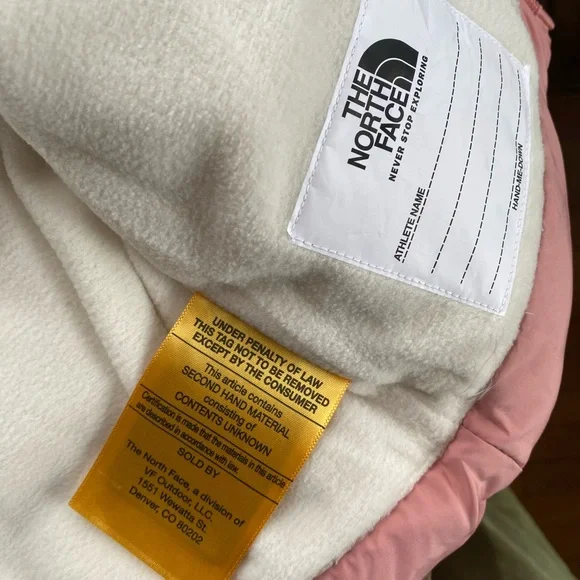 THE
NORTH
FACE
NEVER STOP EXPLORING
ATHLETE NAME
HAND-ME-DOWN
UNDER PENALTY OF LAW
THIS TAG NOT TO BE REMOVED
EXCEPT BY THE CONSUMER
This article contains
SECOND HAND MATERIAL
consisting of
CONTENTS UNKNOWN
Certification is made that the materials in this article
are described in accordance with law.
SOLD BY
The North Face, a division of
VF Outdoor, LLC.
1551 Wewatta St.
Denver, CO 80202